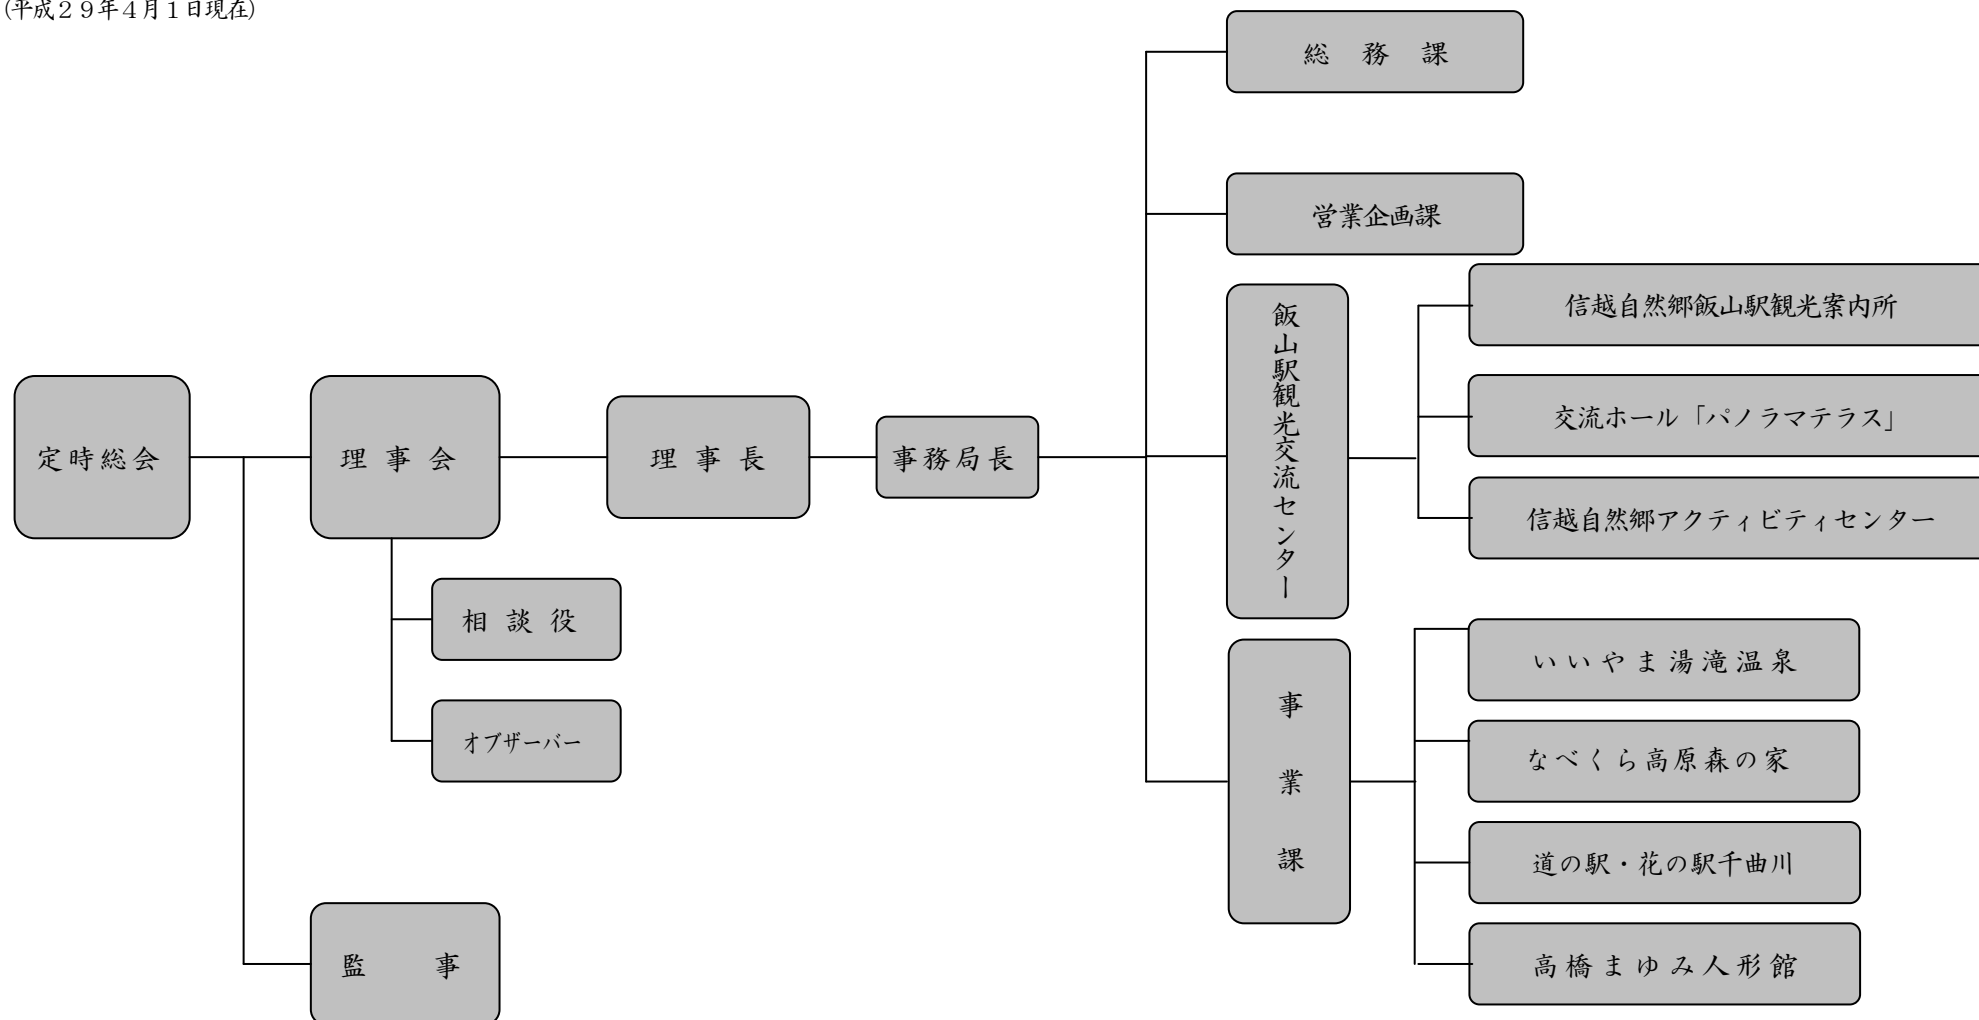 (平成２９年４月１日現在)
総　務　課
営業企画課
飯山駅観光交流センター
信越自然郷飯山駅観光案内所
交流ホール「パノラマテラス」
信越自然郷アクティビティセンター
定時総会
理事会
理事長
事務局長
相談役
オブザーバー
監　　事
事業課
いいやま湯滝温泉
なべくら高原森の家
道の駅・花の駅千曲川
高橋まゆみ人形館